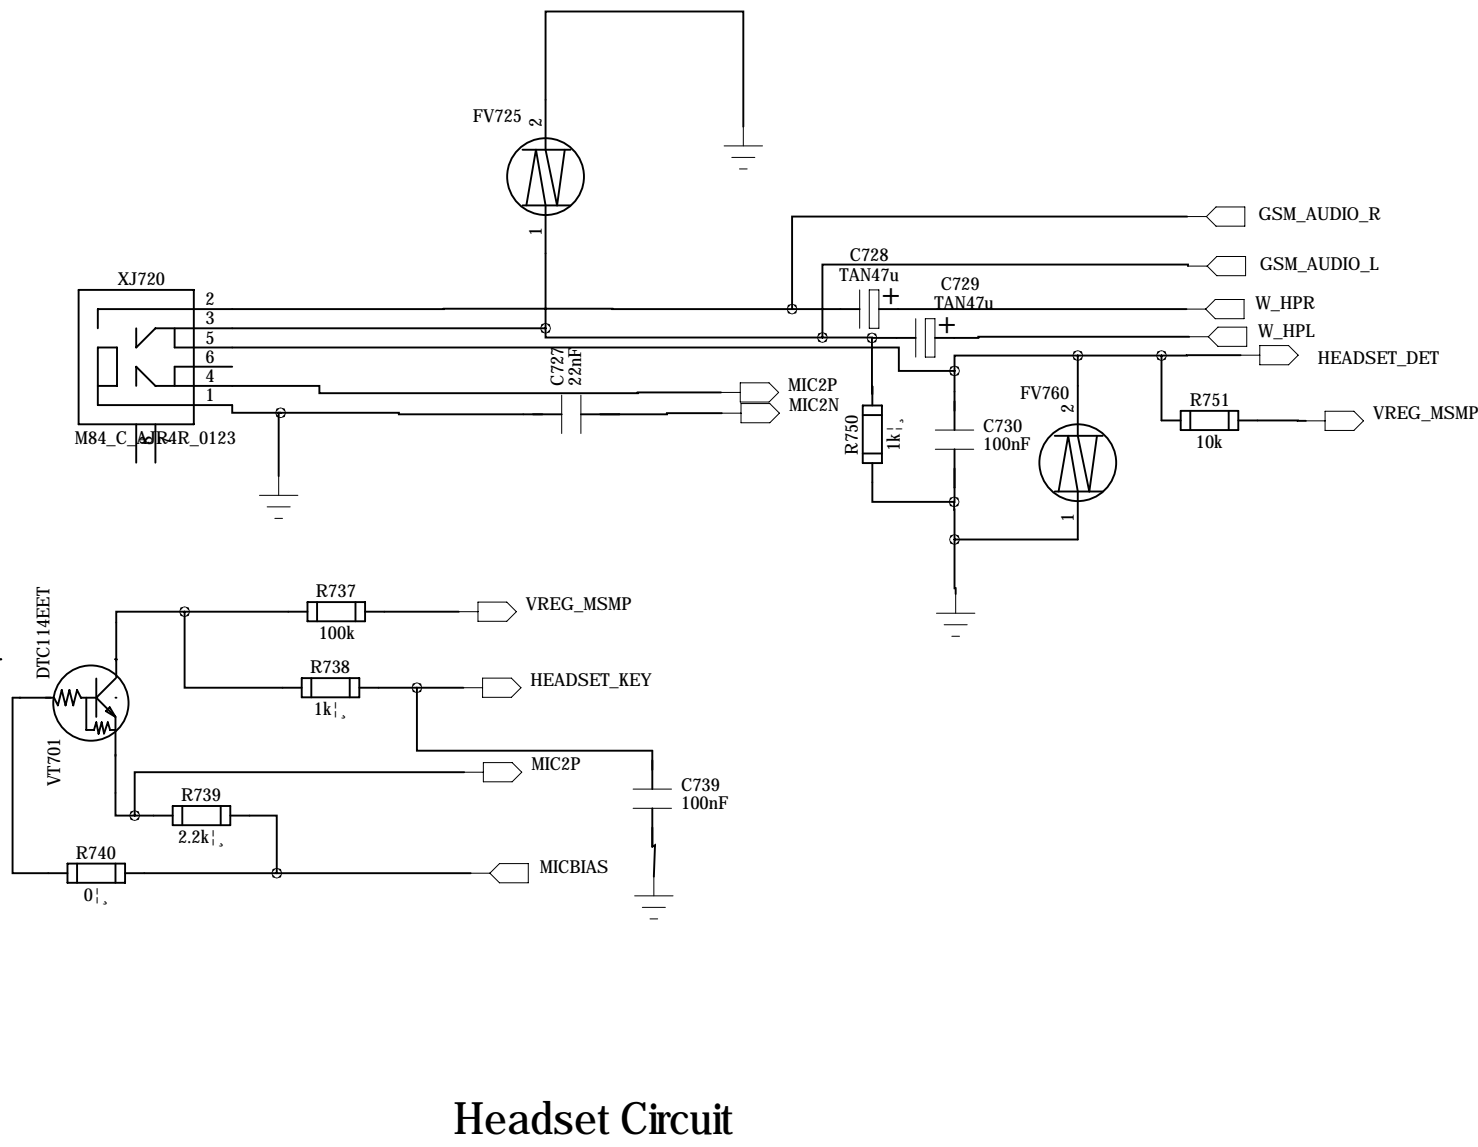 FV725
2
1
GSM_AUDIO_R
C728
TAN47u
GSM_AUDIO_L
C729
TAN47u
W_HPR
W_HPL
HEADSET_DET
XJ720
2
3
5
6
4
1
M84_C_AJR4R_0123
C727
22nF
MIC2P
MIC2N
R750
1k¦¸
C730
100nF
FV760
2
1
R751
10k
VREG_MSMP
DTC114EET
VT701
R737
100k
VREG_MSMP
R738
1k¦¸
HEADSET_KEY
MIC2P
R739
2.2k¦¸
C739
100nF
R740
0¦¸
MICBIAS
Headset Circuit